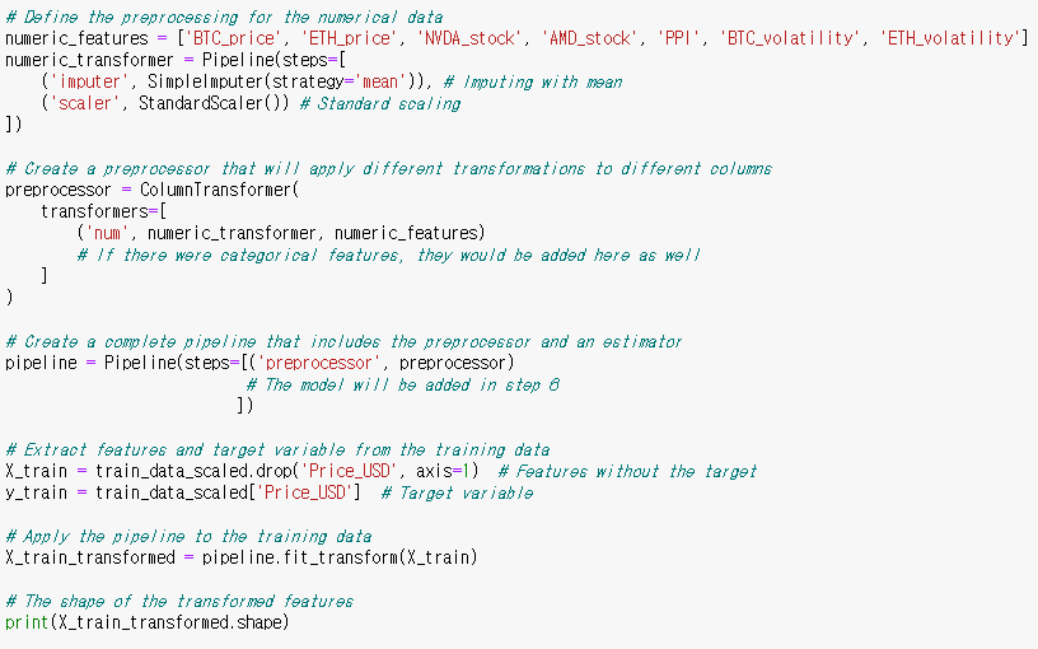 # Define the preprocessing for the numerical data
numeric_features = ['BTC_price', 'ETH_price', 'NVDA_stock', 'AMD_stock', 'PPI', 'BTC_volatility', 'ETH_volatility']
numeric_transformer = Pipeline(steps=[
    ('imputer', SimpleImputer(strategy='mean')), # Imputing with mean
    ('scaler', StandardScaler()) # Standard scaling
])
# Create a preprocessor that will apply different transformations to different columns
preprocessor = ColumnTransformer(
    transformers=[
        ('num', numeric_transformer, numeric_features)
        # If there were categorical features, they would be added here as well
    ]
)
# Create a complete pipeline that includes the preprocessor and an estimator
pipeline = Pipeline(steps=[('preprocessor', preprocessor)
                           # The model will be added in step 6
                          ])
# Extract features and target variable from the training data
X_train = train_data_scaled.drop('Price_USD', axis=1)  # Features without the target
y_train = train_data_scaled['Price_USD']  # Target variable
# Apply the pipeline to the training data
X_train_transformed = pipeline.fit_transform(X_train)
# The shape of the transformed features
print(X_train_transformed.shape)